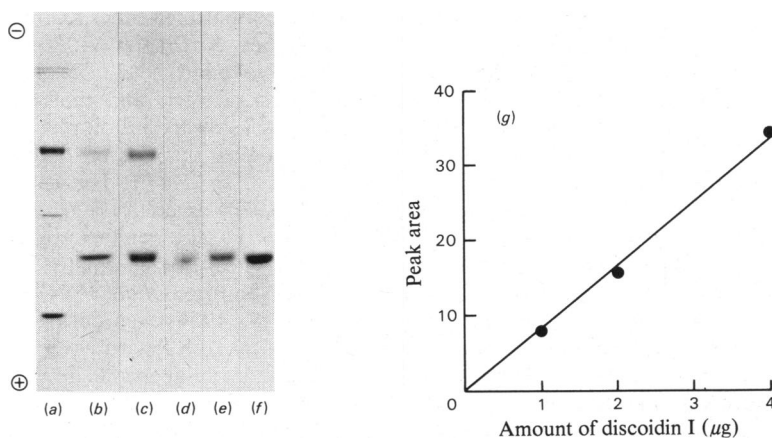 ⊖
⊕
(a) (b) (c) (d) (e) (f)
(g)
40
30
20
10
0 1 2 3 4
Peak area
Amount of discoidin I (μg)